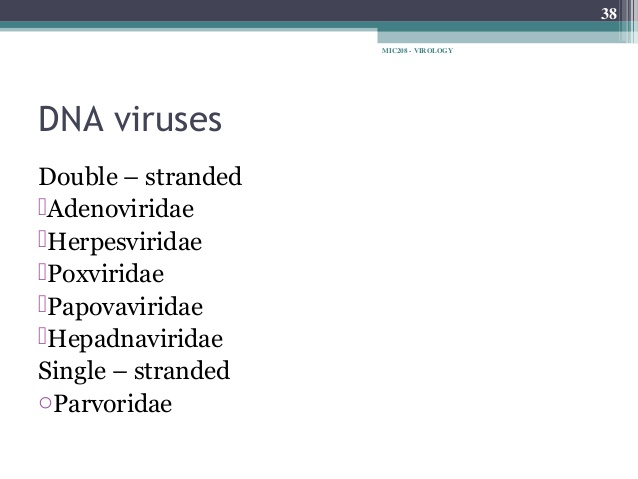 38
MIC208 - VIROLOGY
DNA viruses
Double – stranded
Adenoviridae
Herpesviridae
Poxviridae
Papovaviridae
Hepadnaviridae
Single – stranded
Parvoridae